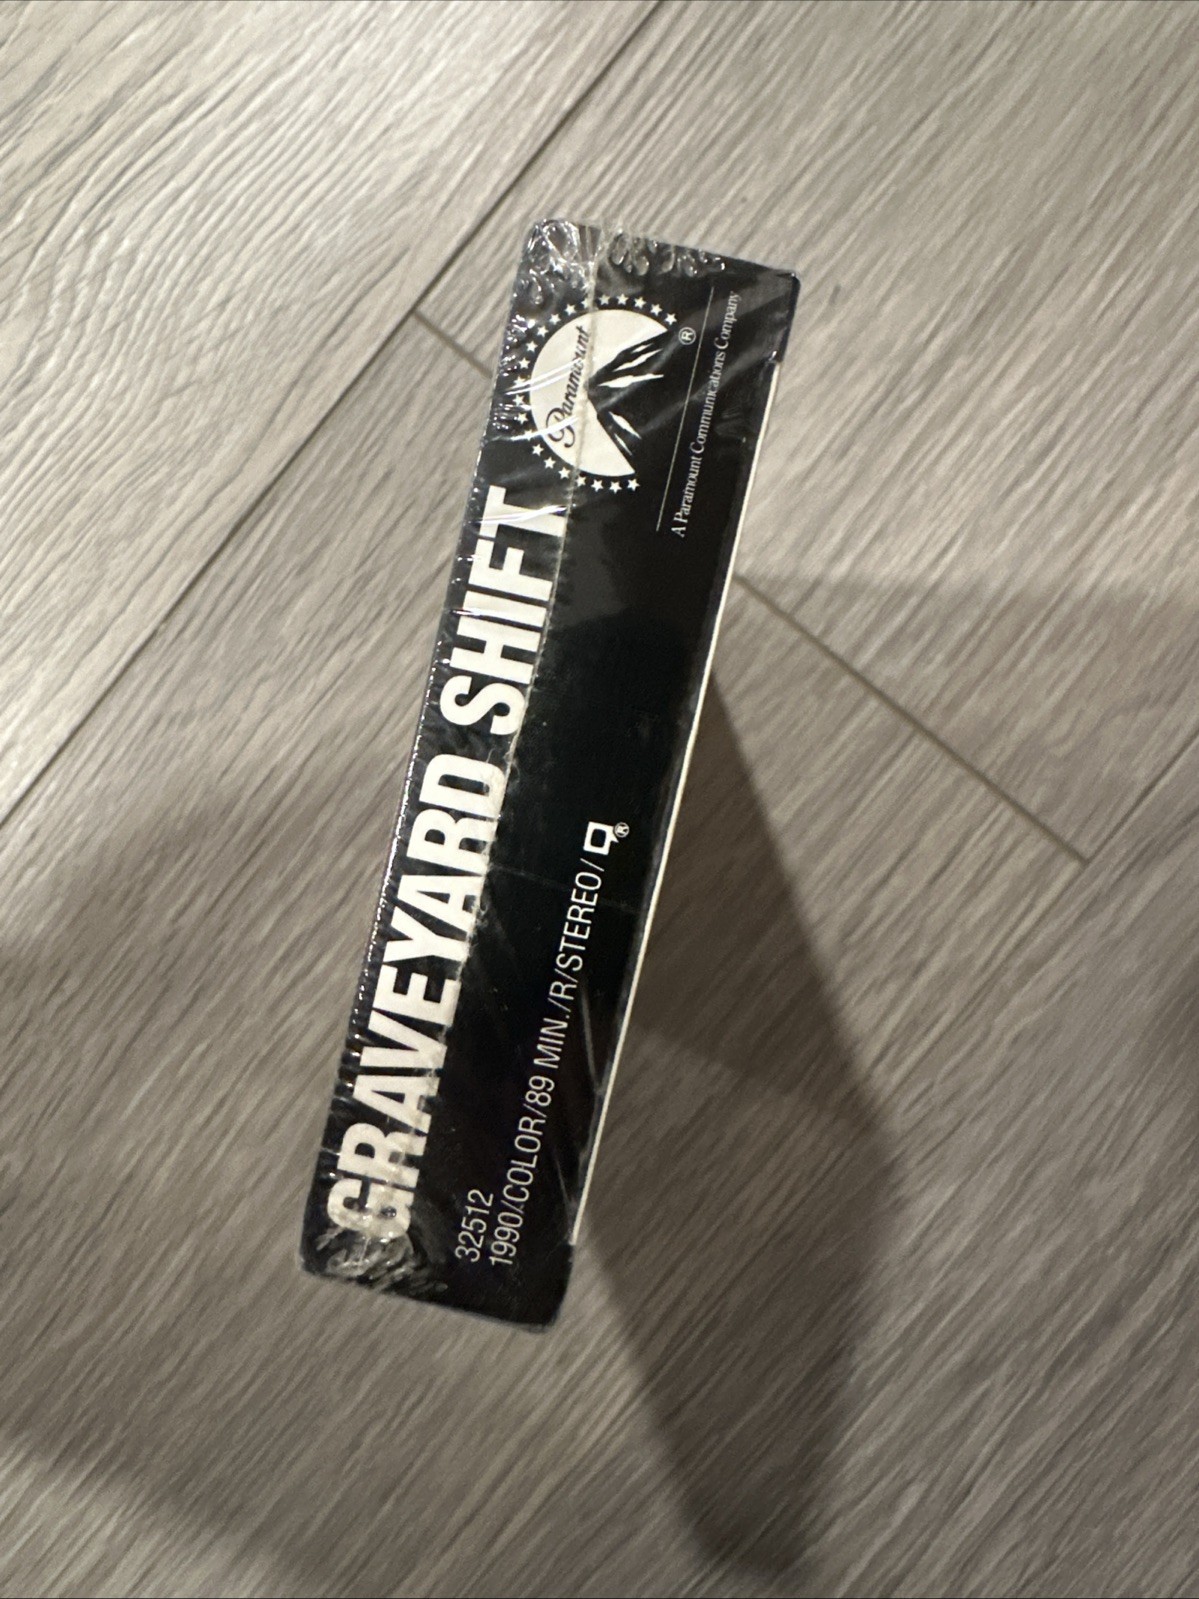 GRAVEYARD SHIFT
32512
1990/COLOR/89 MIN./R/STEREO/ ®
Paramount
®
A Paramount Communications Company